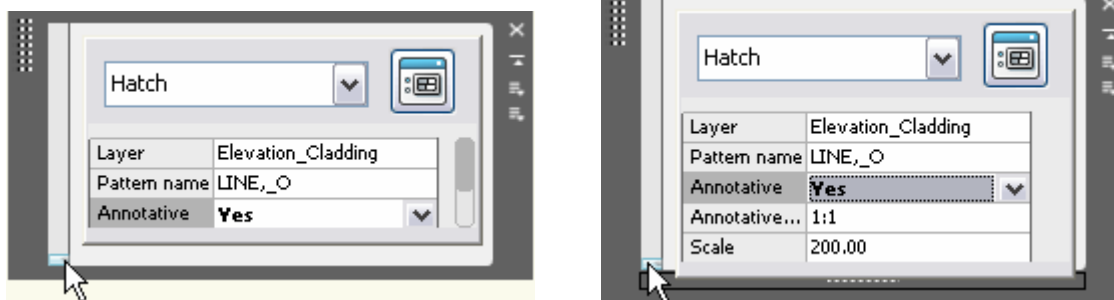 Hatch
Layer Elevation_Cladding
Pattern name LINE,_O
Annotative Yes
Hatch
Layer Elevation_Cladding
Pattern name LINE,_O
Annotative Yes
Annotative... 1:1
Scale 200.00